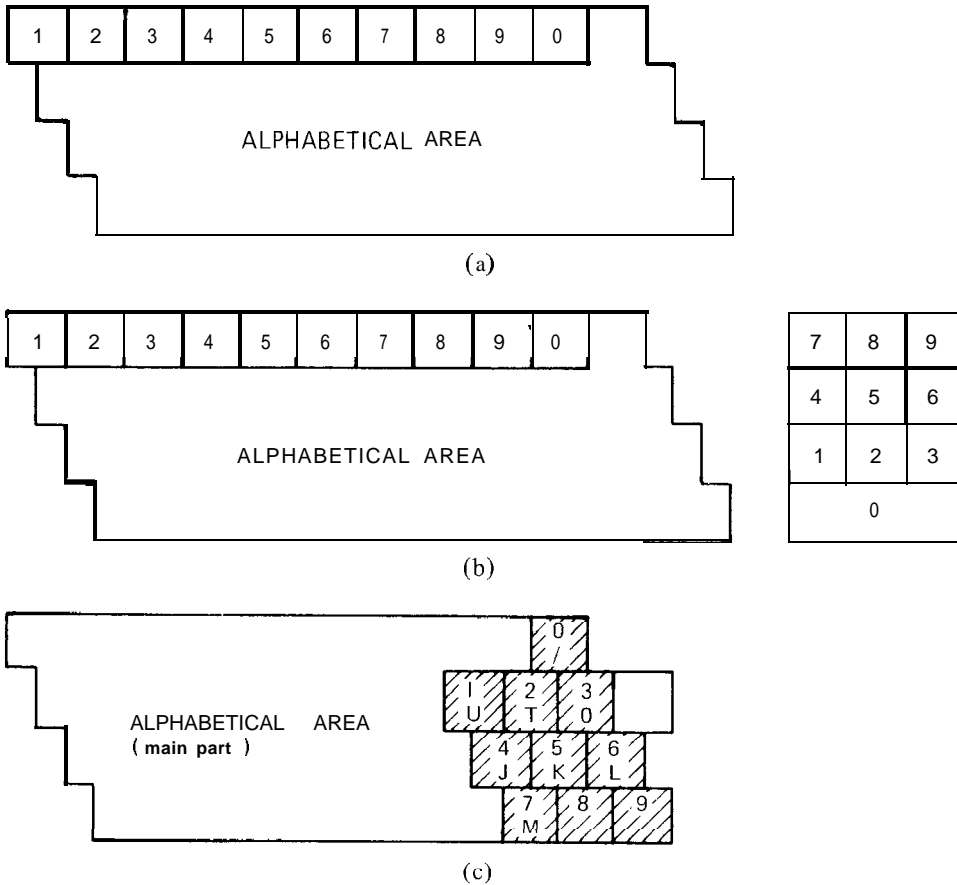 1 2 3 4 5 6 7 8 9 0
ALPHABETICAL AREA
(a)
1 2 3 4 5 6 7 8 9 0
7 8 9
4 5 6
ALPHABETICAL AREA
1 2 3
0
(b)
0
/
1 2 3
U T 0
ALPHABETICAL AREA
( main part )
4 5 6
J K L
7 8 9
M
(c)